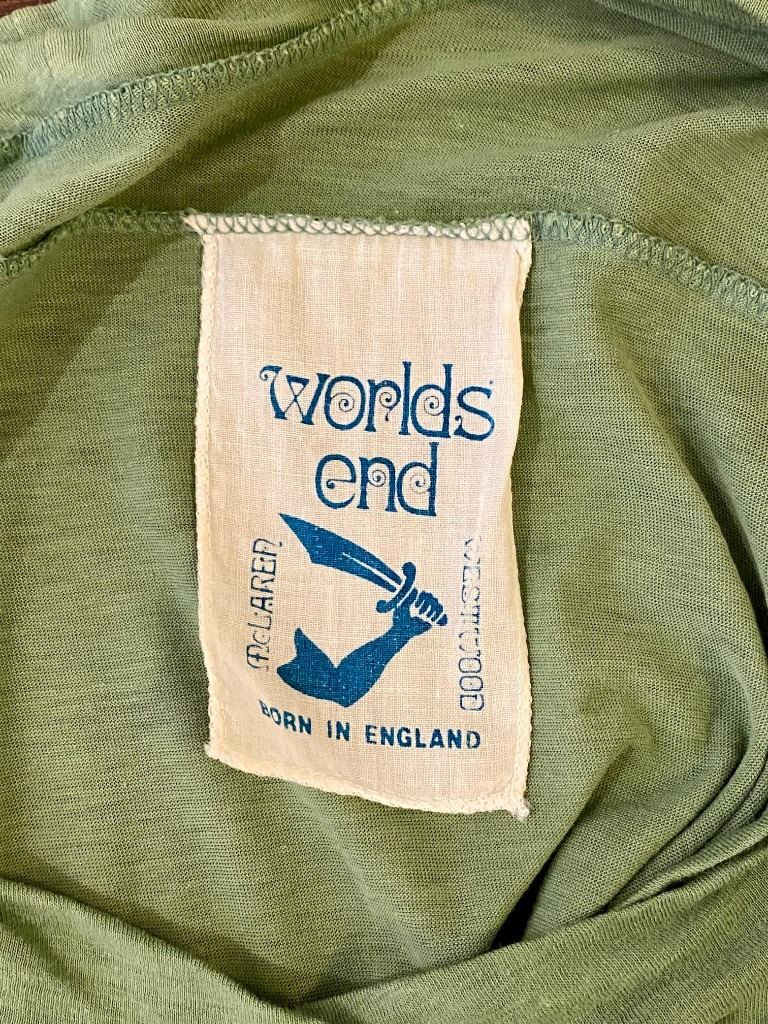 worlds
end
McLAREN
WESTWOOD
BORN IN ENGLAND